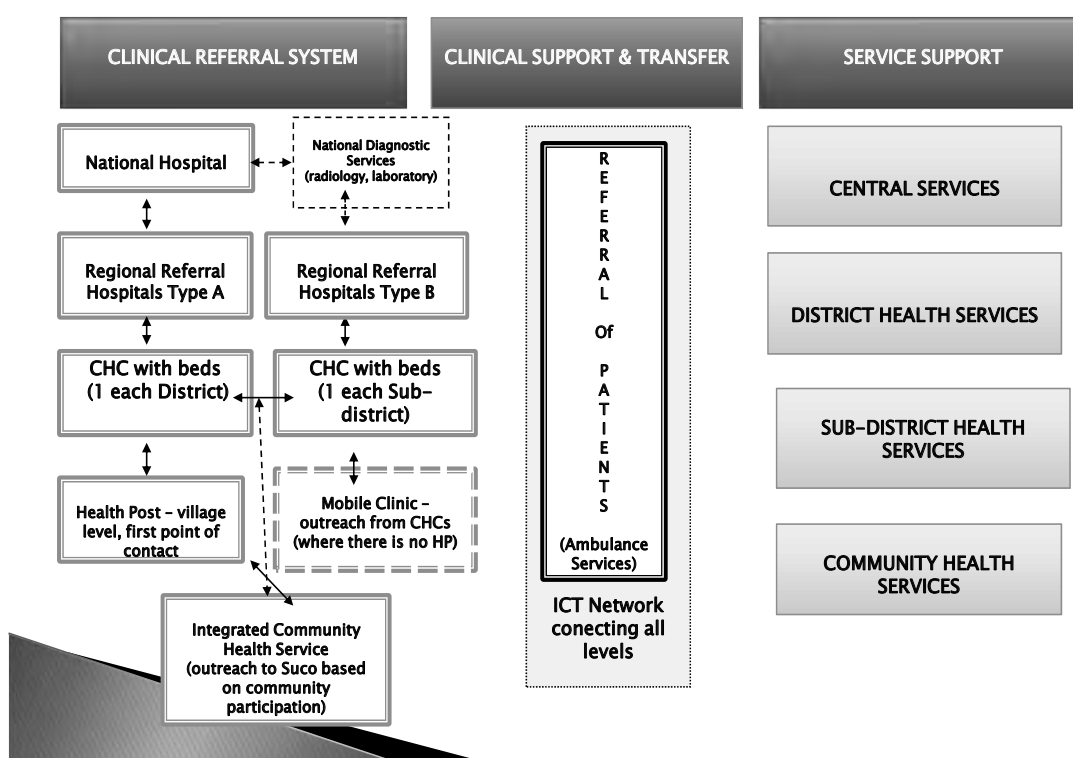 CLINICAL REFERRAL SYSTEM
CLINICAL SUPPORT & TRANSFER
SERVICE SUPPORT
National Hospital
National Diagnostic
Services
(radiology, laboratory)
Regional Referral
Hospitals Type A
Regional Referral
Hospitals Type B
CHC with beds
(1 each District)
CHC with beds
(1 each Sub-
district)
Health Post – village
level, first point of
contact
Mobile Clinic –
outreach from CHCs
(where there is no HP)
Integrated Community
Health Service
(outreach to Suco based
on community
participation)
R
E
F
E
R
R
A
L
Of
P
A
T
I
E
N
T
S
(Ambulance
Services)
ICT Network
conecting all
levels
CENTRAL SERVICES
DISTRICT HEALTH SERVICES
SUB-DISTRICT HEALTH
SERVICES
COMMUNITY HEALTH
SERVICES